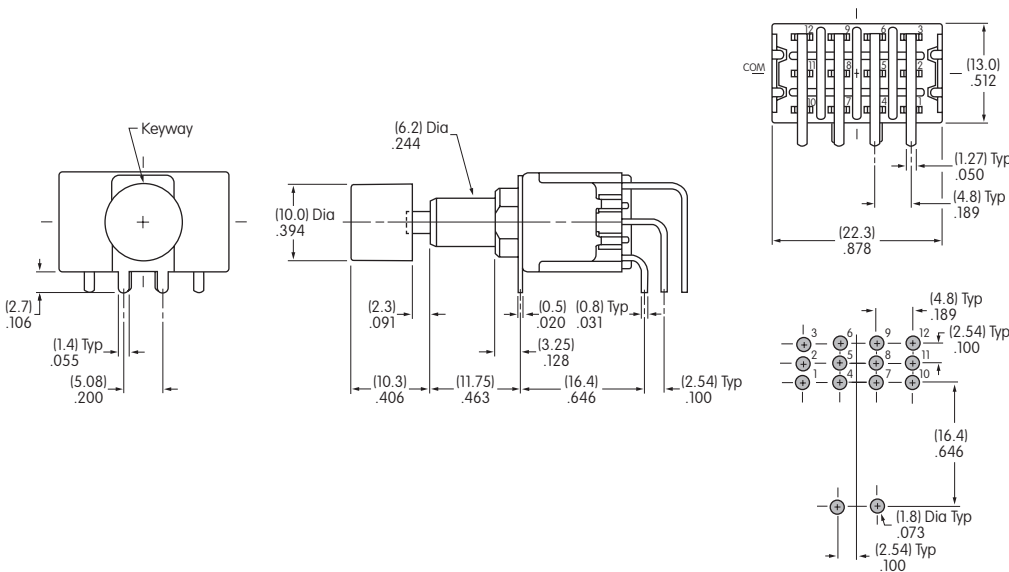 Keyway
(2.7)
.106
(1.4) Typ
.055
(5.08)
.200
(6.2) Dia
.244
(10.0) Dia
.394
(2.3)
.091
(0.5)
.020
(0.8) Typ
.031
(3.25)
.128
(10.3)
.406
(11.75)
.463
(16.4)
.646
(2.54) Typ
.100
12 9 6 3
COM 11 8 5 2
10 7 4 1
(13.0)
.512
(1.27) Typ
.050
(4.8) Typ
.189
(22.3)
.878
(4.8) Typ
.189
3 6 9 12
(2.54) Typ
.100
2 5 8 11
1 4 7 10
(16.4)
.646
(1.8) Dia Typ
.073
(2.54) Typ
.100